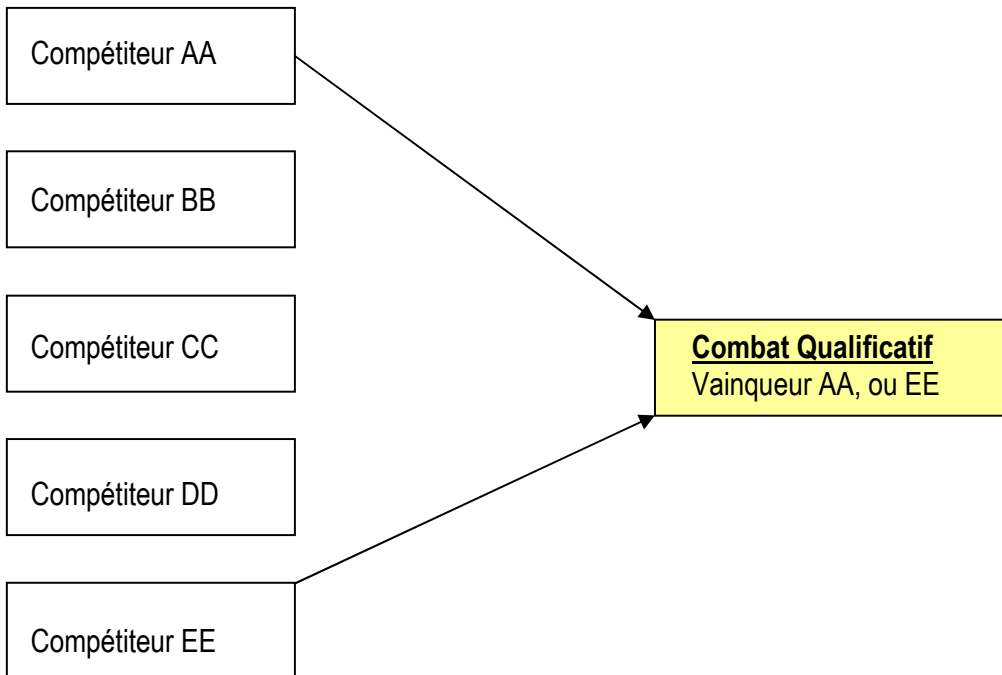 Compétiteur AA
Compétiteur BB
Compétiteur CC
Combat Qualificatif
Vainqueur AA, ou EE
Compétiteur DD
Compétiteur EE